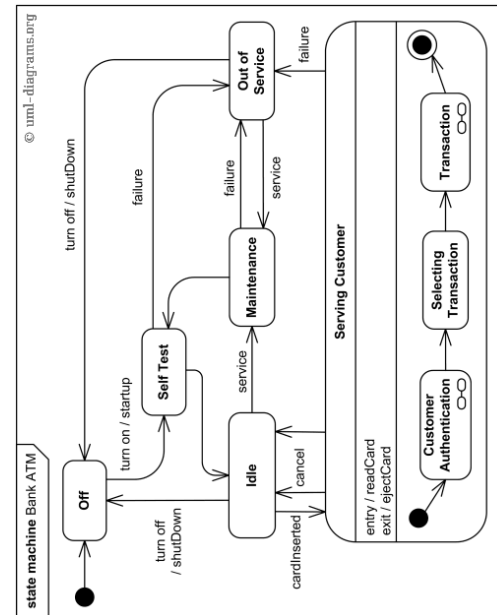 state machine Bank ATM
© uml-diagrams.org
Off
turn off / shutDown
turn on / startup
turn off
/ shutDown
Self Test
failure
Idle
service
Maintenance
failure
service
Out of
Service
cardInserted
cancel
failure
Serving Customer
entry / readCard
exit / ejectCard
Customer
Authentication
Selecting
Transaction
Transaction